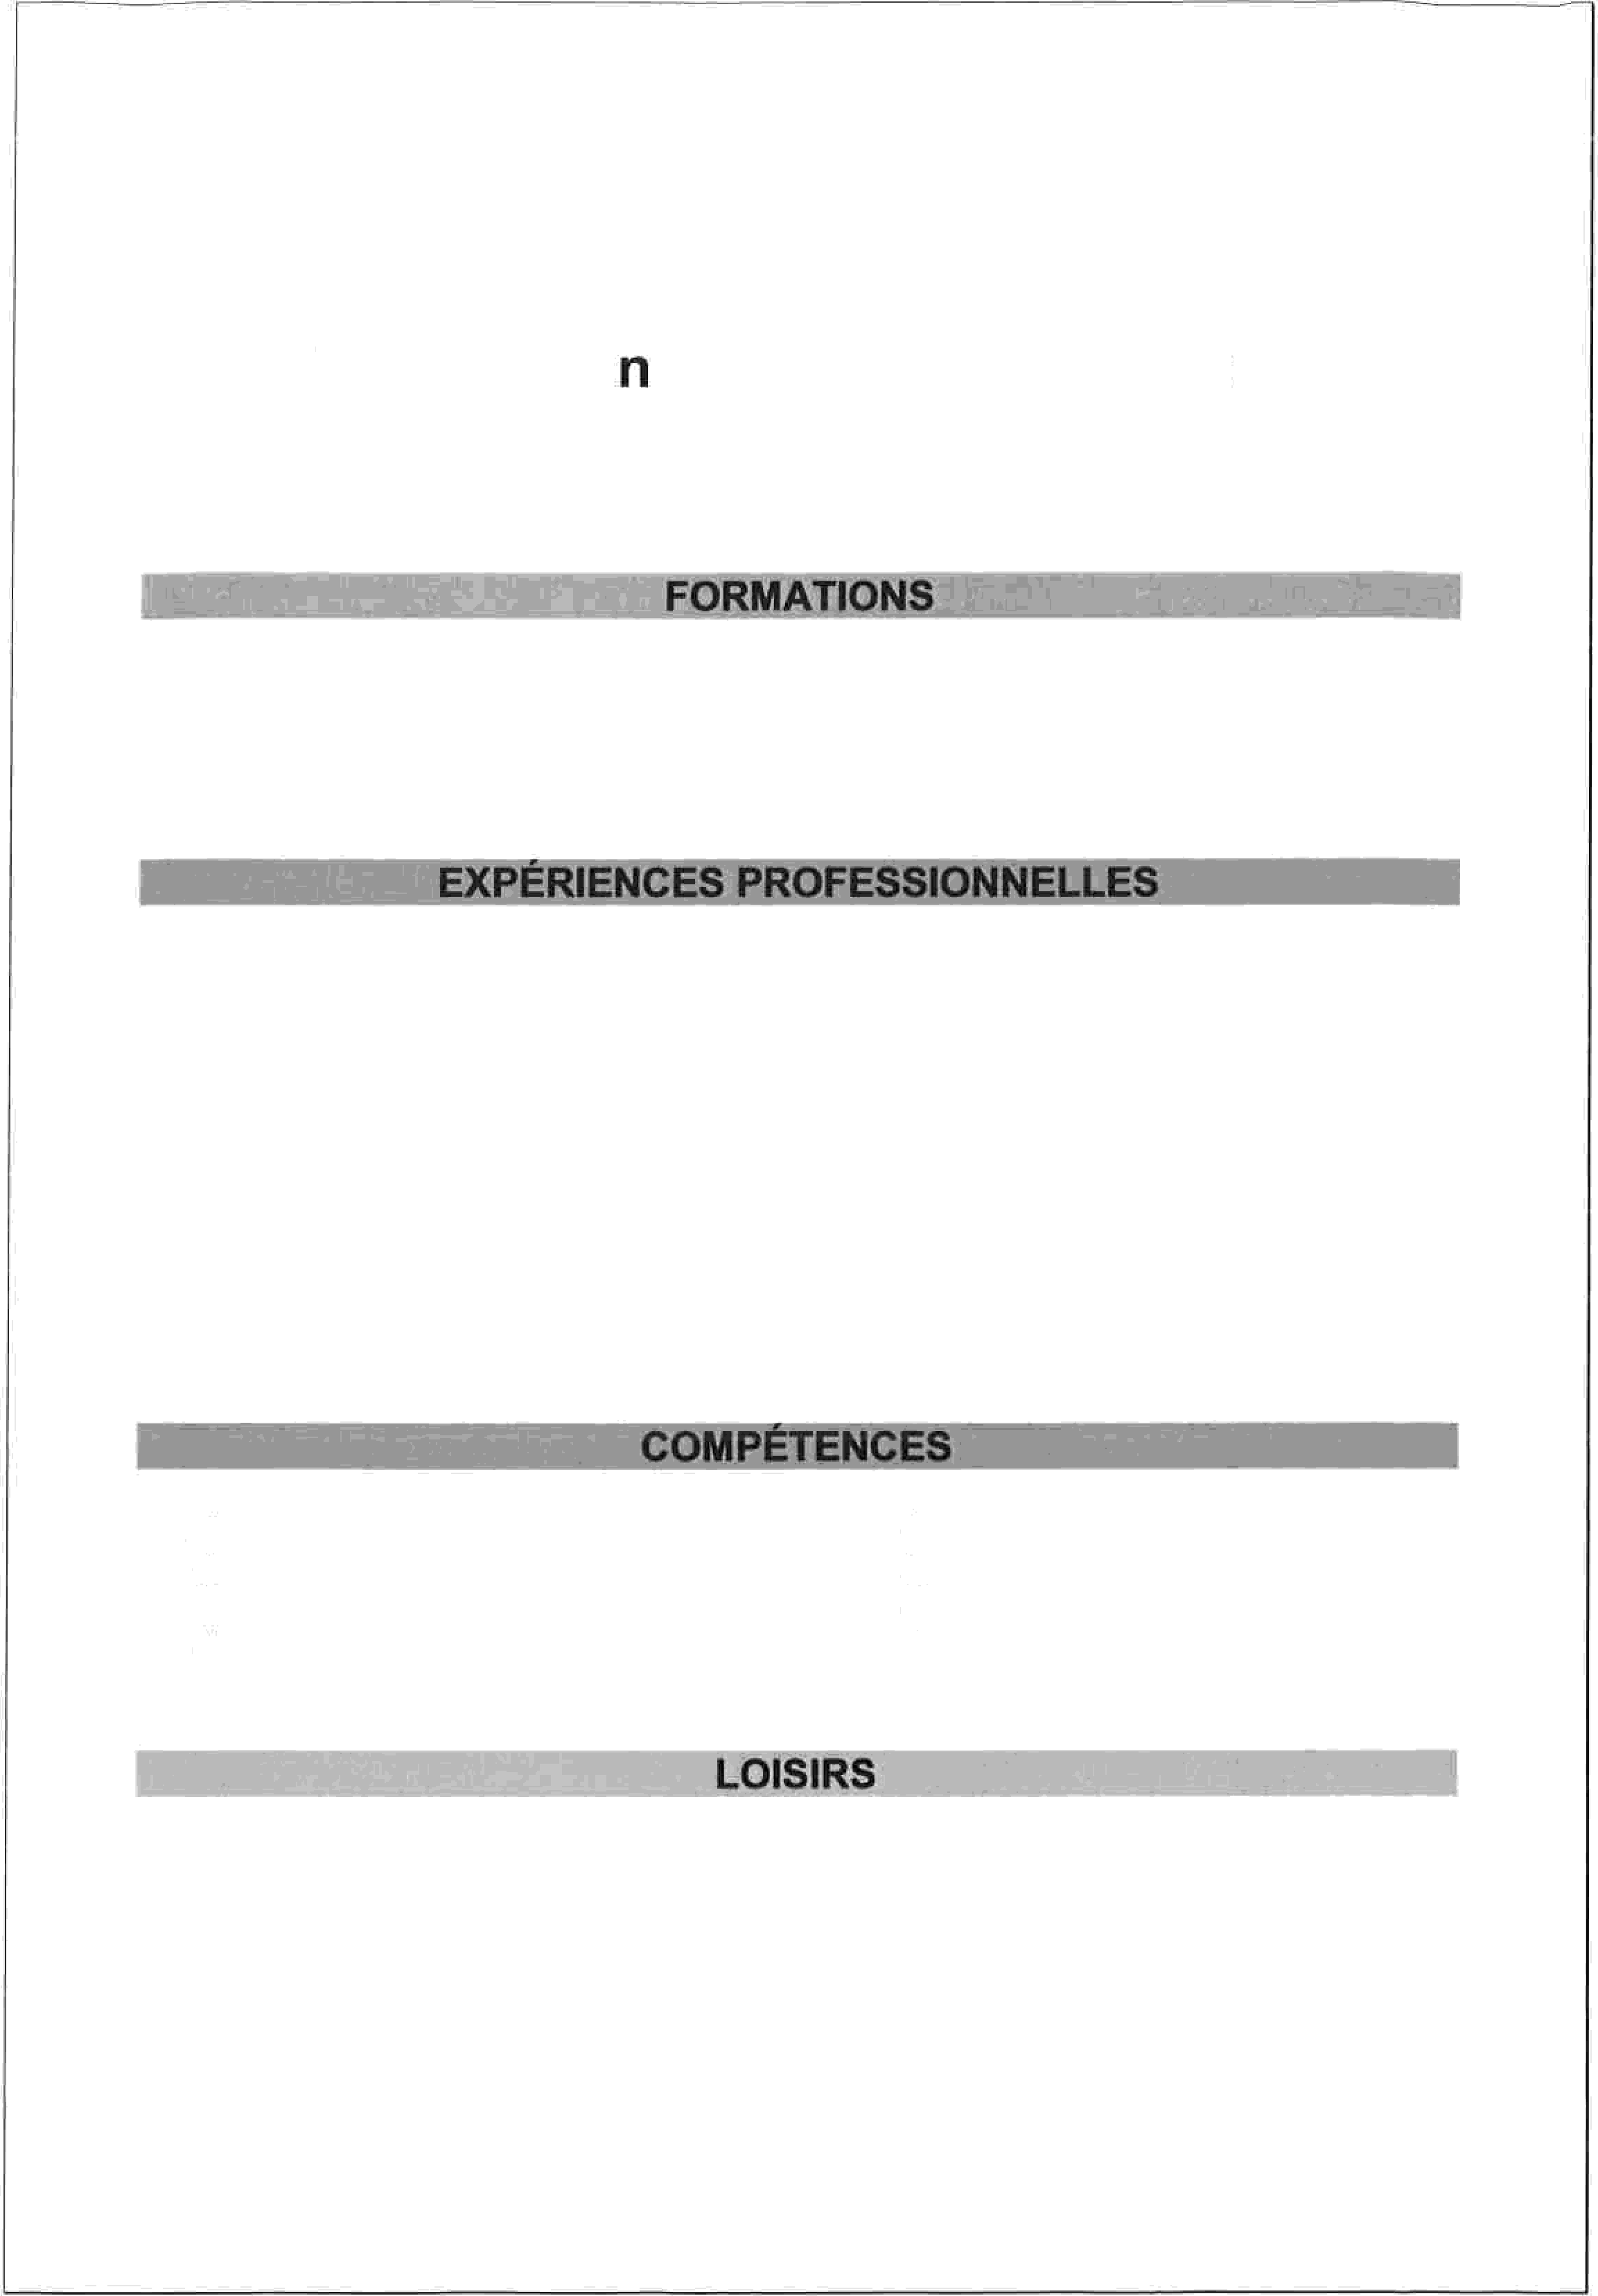 n
FORMATIONS
EXPÉRIENCES PROFESSIONNELLES
COMPÉTENCES
LOISIRS